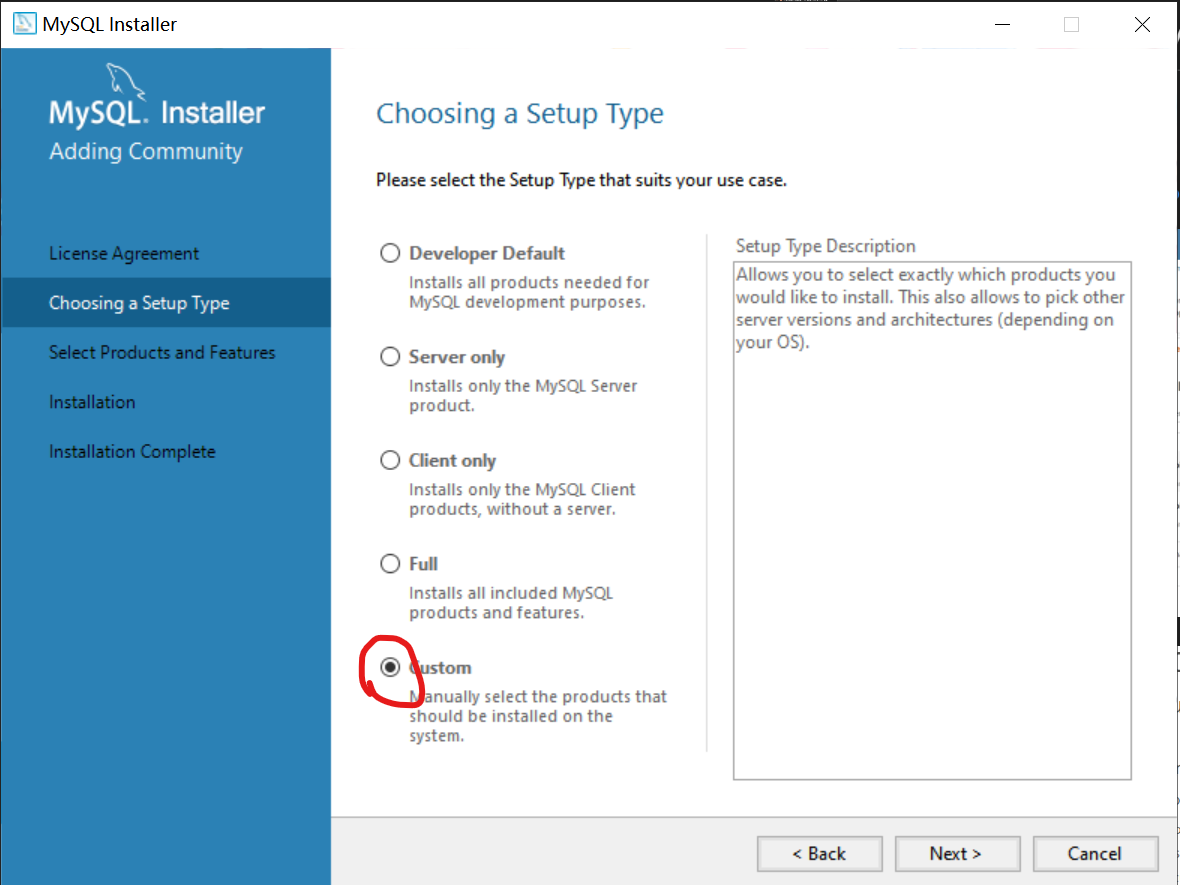 MySQL Installer
MySQL. Installer
Adding Community
License Agreement
Choosing a Setup Type
Select Products and Features
Installation
Installation Complete
Choosing a Setup Type
Please select the Setup Type that suits your use case.
Developer Default
Installs all products needed for
MySQL development purposes.
Server only
Installs only the MySQL Server
product.
Client only
Installs only the MySQL Client
products, without a server.
Full
Installs all included MySQL
products and features.
Custom
Manually select the products that
should be installed on the
system.
Setup Type Description
Allows you to select exactly which products you
would like to install. This also allows to pick other
server versions and architectures (depending on
your OS).
< Back
Next >
Cancel